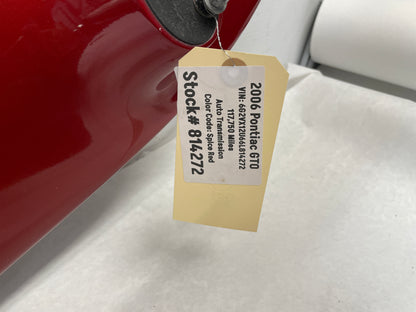 2006 Pontiac GTO
VIN: 6G2VX12U66L814272
117,750 Miles
Auto Transmission
Color Code: Spice Red
Stock# 814272